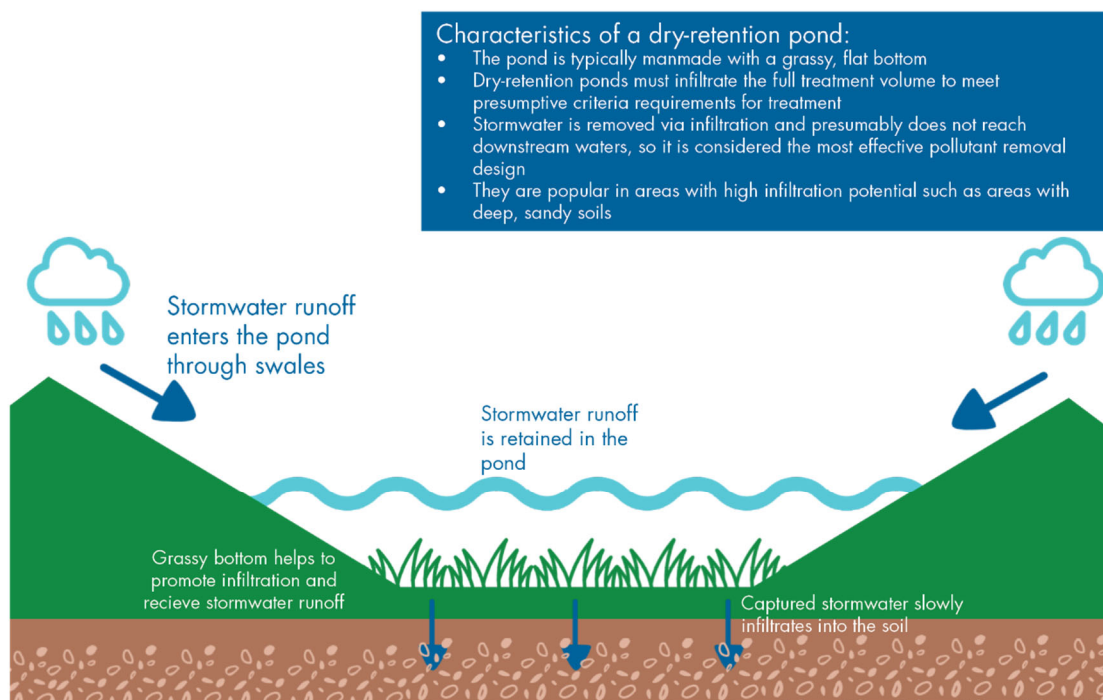 Characteristics of a dry-retention pond:
• The pond is typically manmade with a grassy, flat bottom
• Dry-retention ponds must infiltrate the full treatment volume to meet
presumptive criteria requirements for treatment
• Stormwater is removed via infiltration and presumably does not reach
downstream waters, so it is considered the most effective pollutant removal
design
• They are popular in areas with high infiltration potential such as areas with
deep, sandy soils
Stormwater runoff
enters the pond
through swales
Stormwater runoff
is retained in the
pond
Grassy bottom helps to
promote infiltration and
recieve stormwater runoff
Captured stormwater slowly
infiltrates into the soil